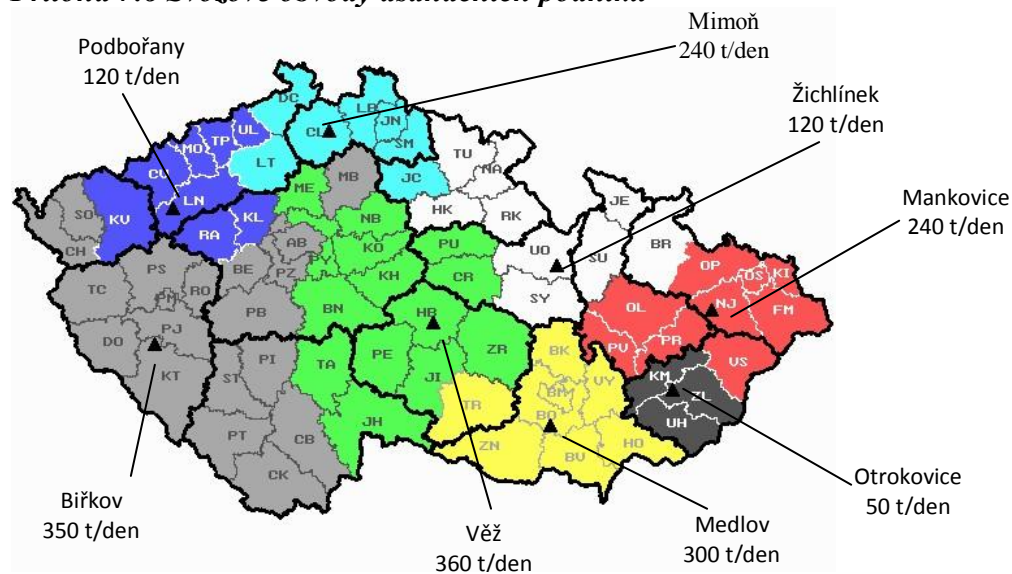 Mimoň
240 t/den
Podbořany
120 t/den
Žichlínek
120 t/den
Mankovice
240 t/den
Otrokovice
50 t/den
Medlov
300 t/den
Věž
360 t/den
Biřkov
350 t/den
DC
LB
JN
SM
CL
UL
TP
MO
LT
CV
LN
JC
TU
NA
ME
MB
KV
SO
CH
RA
KL
HK
RK
JE
NB
AB
KO
PU
UO
SU
BR
BE
PZ
KH
CR
SY
OP
OS
KI
NJ
FM
TC
PS
RO
PM
PJ
PB
BN
OL
DO
KT
PI
ST
TA
HB
PE
ZR
JI
BK
PV
PR
VS
VY
BM
KM
ZL
TR
BO
UH
PT
CB
JH
ZN
BV
HO
CK